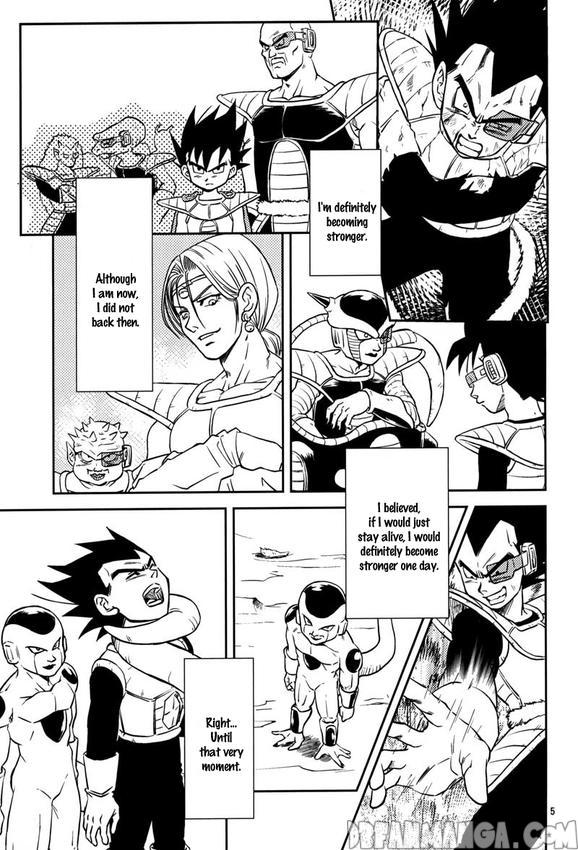 I'm definitely
becoming
stronger.
Although
I am now,
I did not
back then.
I believed,
if I would just
stay alive, I would
definitely become
stronger one day.
Right...
Until
that very
moment.
5
DBFANMANGA.COM